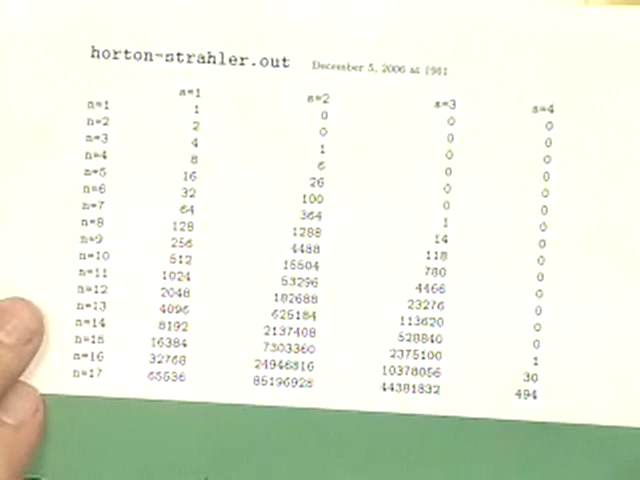 horton-strahler.out December 5, 2006 at
s=1 s=2 s=3 s=4
n=1 1 0 0 0
n=2 2 0 0 0
n=3 4 1 0 0
n=4 8 6 0 0
n=5 16 26 0 0
n=6 32 100 0 0
n=7 64 364 1 0
n=8 128 1288 14 0
n=9 256 4488 118 0
n=10 512 15504 780 0
n=11 1024 53296 4466 0
n=12 2048 182688 23276 0
n=13 4096 625184 113620 0
n=14 8192 2137408 528840 0
n=15 16384 7303360 2375100 1
n=16 32768 24946816 10378056 30
n=17 65536 85196928 44381832 494